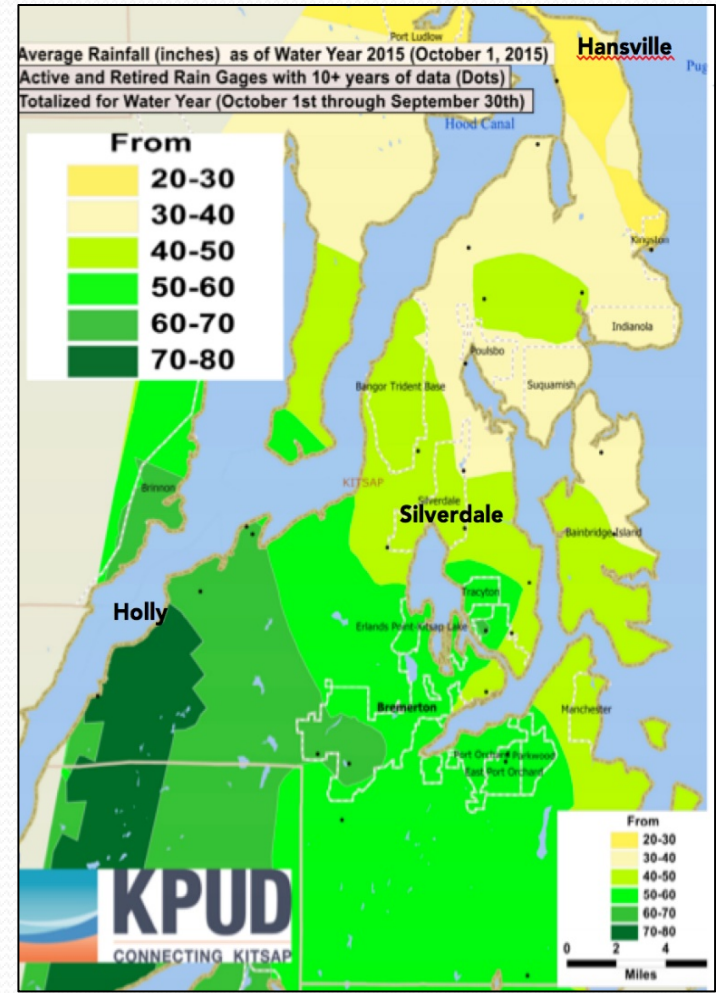 Port Ludlow
Hansville
Average Rainfall (inches) as of Water Year 2015 (October 1, 2015)
Active and Retired Rain Gages with 10+ years of data (Dots)
Totalized for Water Year (October 1st through September 30th)
Pug
Hood Canal
From
20-30
30-40
40-50
50-60
60-70
70-80
Kingston
Indianola
Poulsbo
Suquamish
Bangor Trident Base
KITSAP
Brinnon
Silverdale
Silverdale
Bainbridge Island
Tracyton
Holly
Erlands Point-Kitsap Lake
Bremerton
Manchester
Port Orchard Parkwood
East Port Orchard
From
20-30
30-40
40-50
50-60
60-70
70-80
0 2 4
Miles
KPUD
CONNECTING KITSAP